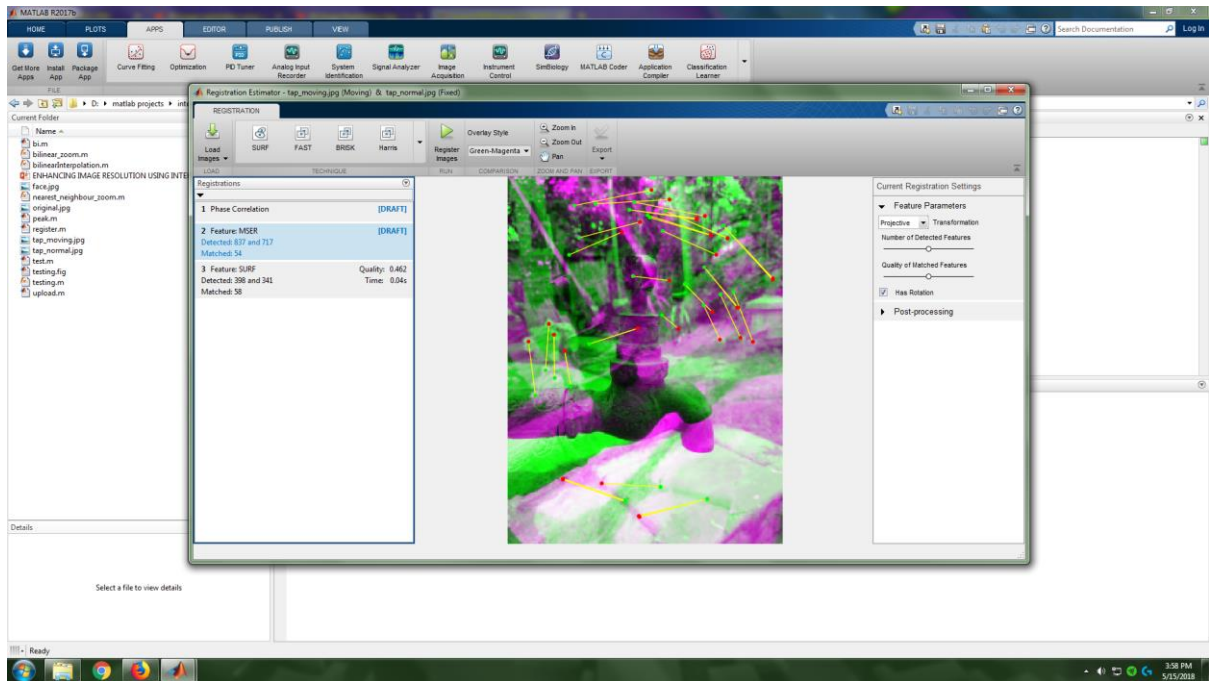 MATLAB R2017b
HOME PLOTS APPS EDITOR PUBLISH VIEW
Search Documentation Log In
Get More Apps
Install App
Package App
Curve Fitting
Optimization
PID Tuner
Analog Input Recorder
System Identification
Signal Analyzer
Image Acquisition
Instrument Control
SimBiology
MATLAB Coder
Application Compiler
Classification Learner
FILE
D: matlab projects
Current Folder
Name
bi.m
bilinear_zoom.m
bilinearInterpolation.m
ENHANCING IMAGE RESOLUTION USING INTE
face.jpg
nearest_neighbour_zoom.m
original.jpg
peak.m
register.m
tap_moving.jpg
tap_normal.jpg
test.m
testing.fig
testing.m
upload.m
Details
Select a file to view details
Ready
Registration Estimator - tap_moving.jpg (Moving) & tap_normal.jpg (Fixed)
REGISTRATION
Load Images
SURF
FAST
BRISK
Harris
Register Images
Overlay Style
Green-Magenta
Zoom In
Zoom Out
Pan
Export
LOAD TECHNIQUE RUN COMPARISON ZOOM AND PAN EXPORT
Registrations
1 Phase Correlation [DRAFT]
2 Feature: MSER [DRAFT]
Detected: 837 and 717
Matched: 54
3 Feature: SURF Quality: 0.462
Detected: 398 and 341 Time: 0.04s
Matched: 58
Current Registration Settings
Feature Parameters
Projective Transformation
Number of Detected Features
Quality of Matched Features
Has Rotation
Post-processing
3:58 PM
5/15/2018